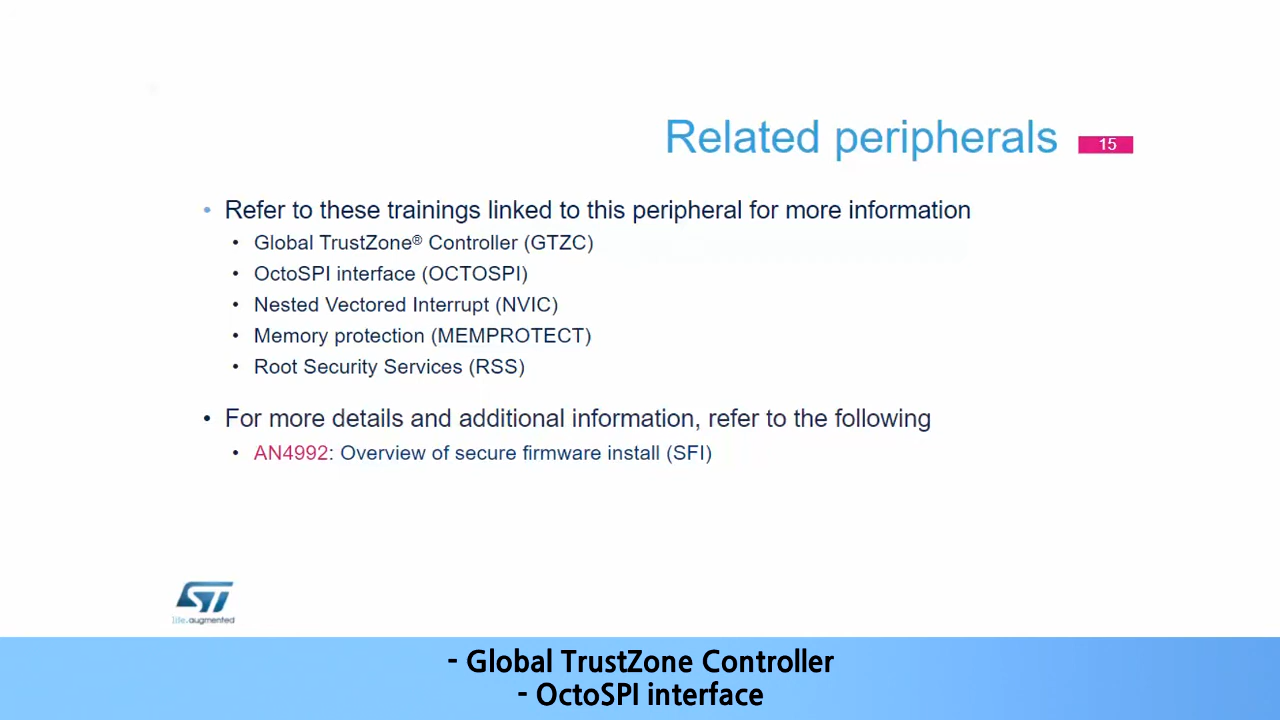 Related peripherals
15
• Refer to these trainings linked to this peripheral for more information
• Global TrustZone® Controller (GTZC)
• OctoSPI interface (OCTOSPI)
• Nested Vectored Interrupt (NVIC)
• Memory protection (MEMPROTECT)
• Root Security Services (RSS)
• For more details and additional information, refer to the following
• AN4992: Overview of secure firmware install (SFI)
ST
life.augmented
- Global TrustZone Controller
- OctoSPI interface